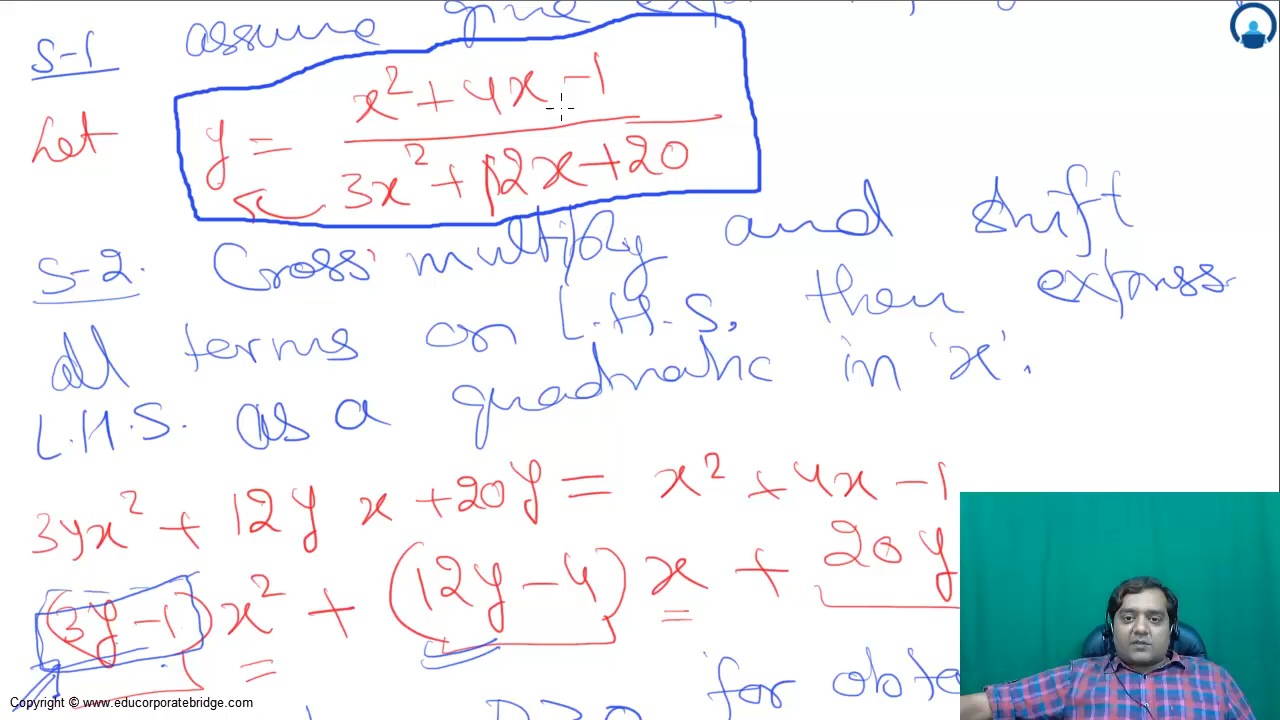 S-1 assume give
Let y = x² + 4x - 1 / 3x² + 12x + 20
S-2. Cross multiply and shift
all terms on L.H.S. then express
L.H.S. as a quadratic in 'x'.
3yx² + 12y x + 20y = x² + 4x - 1
(3y - 1)x² + (12y - 4)x + 20y
for obta
D≥0
Copyright © www.educorporatebridge.com